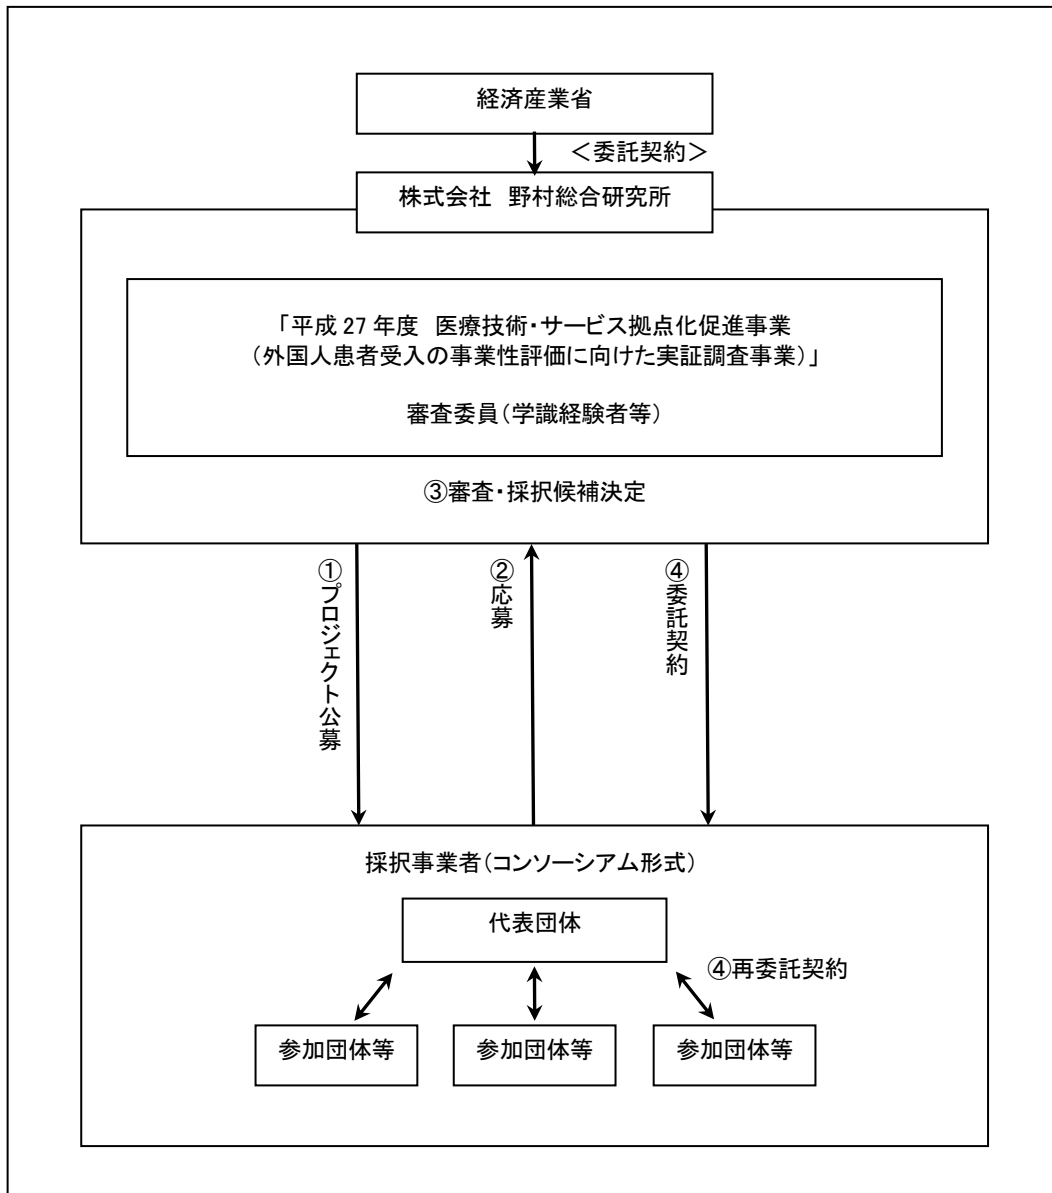 経済産業省
＜委託契約＞
株式会社　野村総合研究所
「平成 27 年度　医療技術・サービス拠点化促進事業
（外国人患者受入の事業性評価に向けた実証調査事業）」
審査委員（学識経験者等）
③審査・採択候補決定
①プロジェクト公募
②応募
④委託契約
採択事業者（コンソーシアム形式）
代表団体
④再委託契約
参加団体等
参加団体等
参加団体等